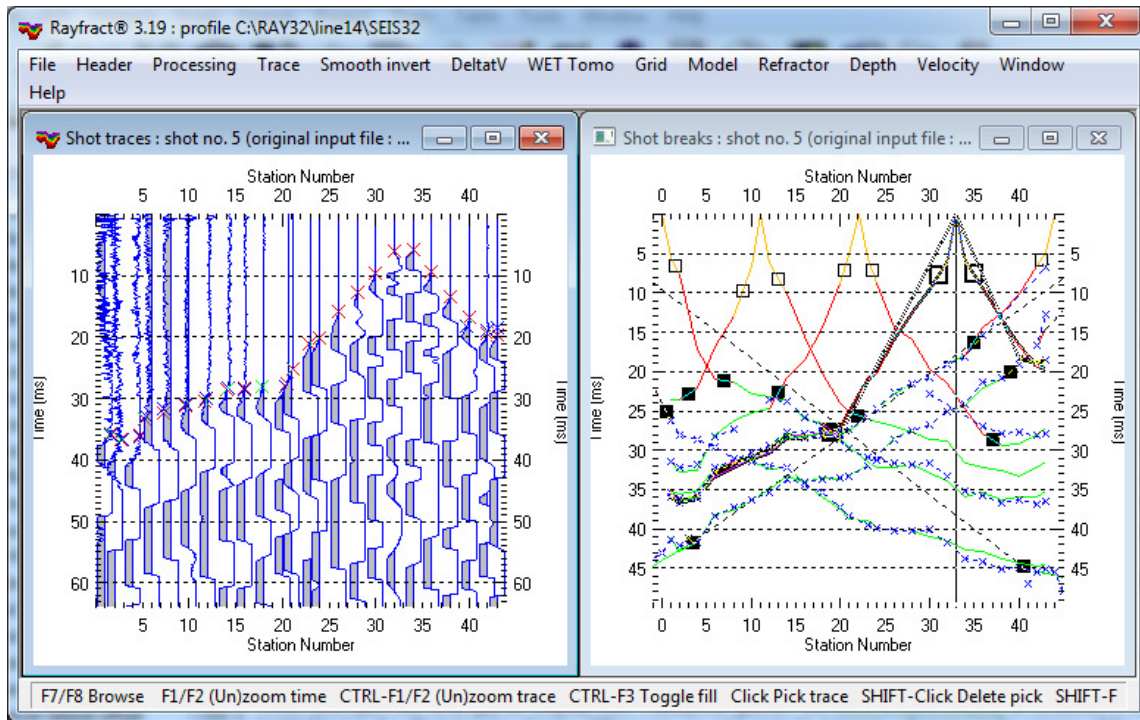 Rayfract® 3.19 : profile C:\RAY32\line14\SEIS32
File Header Processing Trace Smooth invert DeltatV WET Tomo Grid Model Refractor Depth Velocity Window
Help
Shot traces : shot no. 5 (original input file : ...
Station Number
5 10 15 20 25 30 35 40
Time [ms]
10 10
20 20
30 30
40 40
50 50
60 60
Time [ms]
5 10 15 20 25 30 35 40
Station Number
Shot breaks : shot no. 5 (original input file : ...
Station Number
0 5 10 15 20 25 30 35 40
Time [ms]
5 5
10 10
15 15
20 20
25 25
30 30
35 35
40 40
45 45
Time [ms]
0 5 10 15 20 25 30 35 40
Station Number
F7/F8 Browse F1/F2 (Un)zoom time CTRL-F1/F2 (Un)zoom trace CTRL-F3 Toggle fill Click Pick trace SHIFT-Click Delete pick SHIFT-F